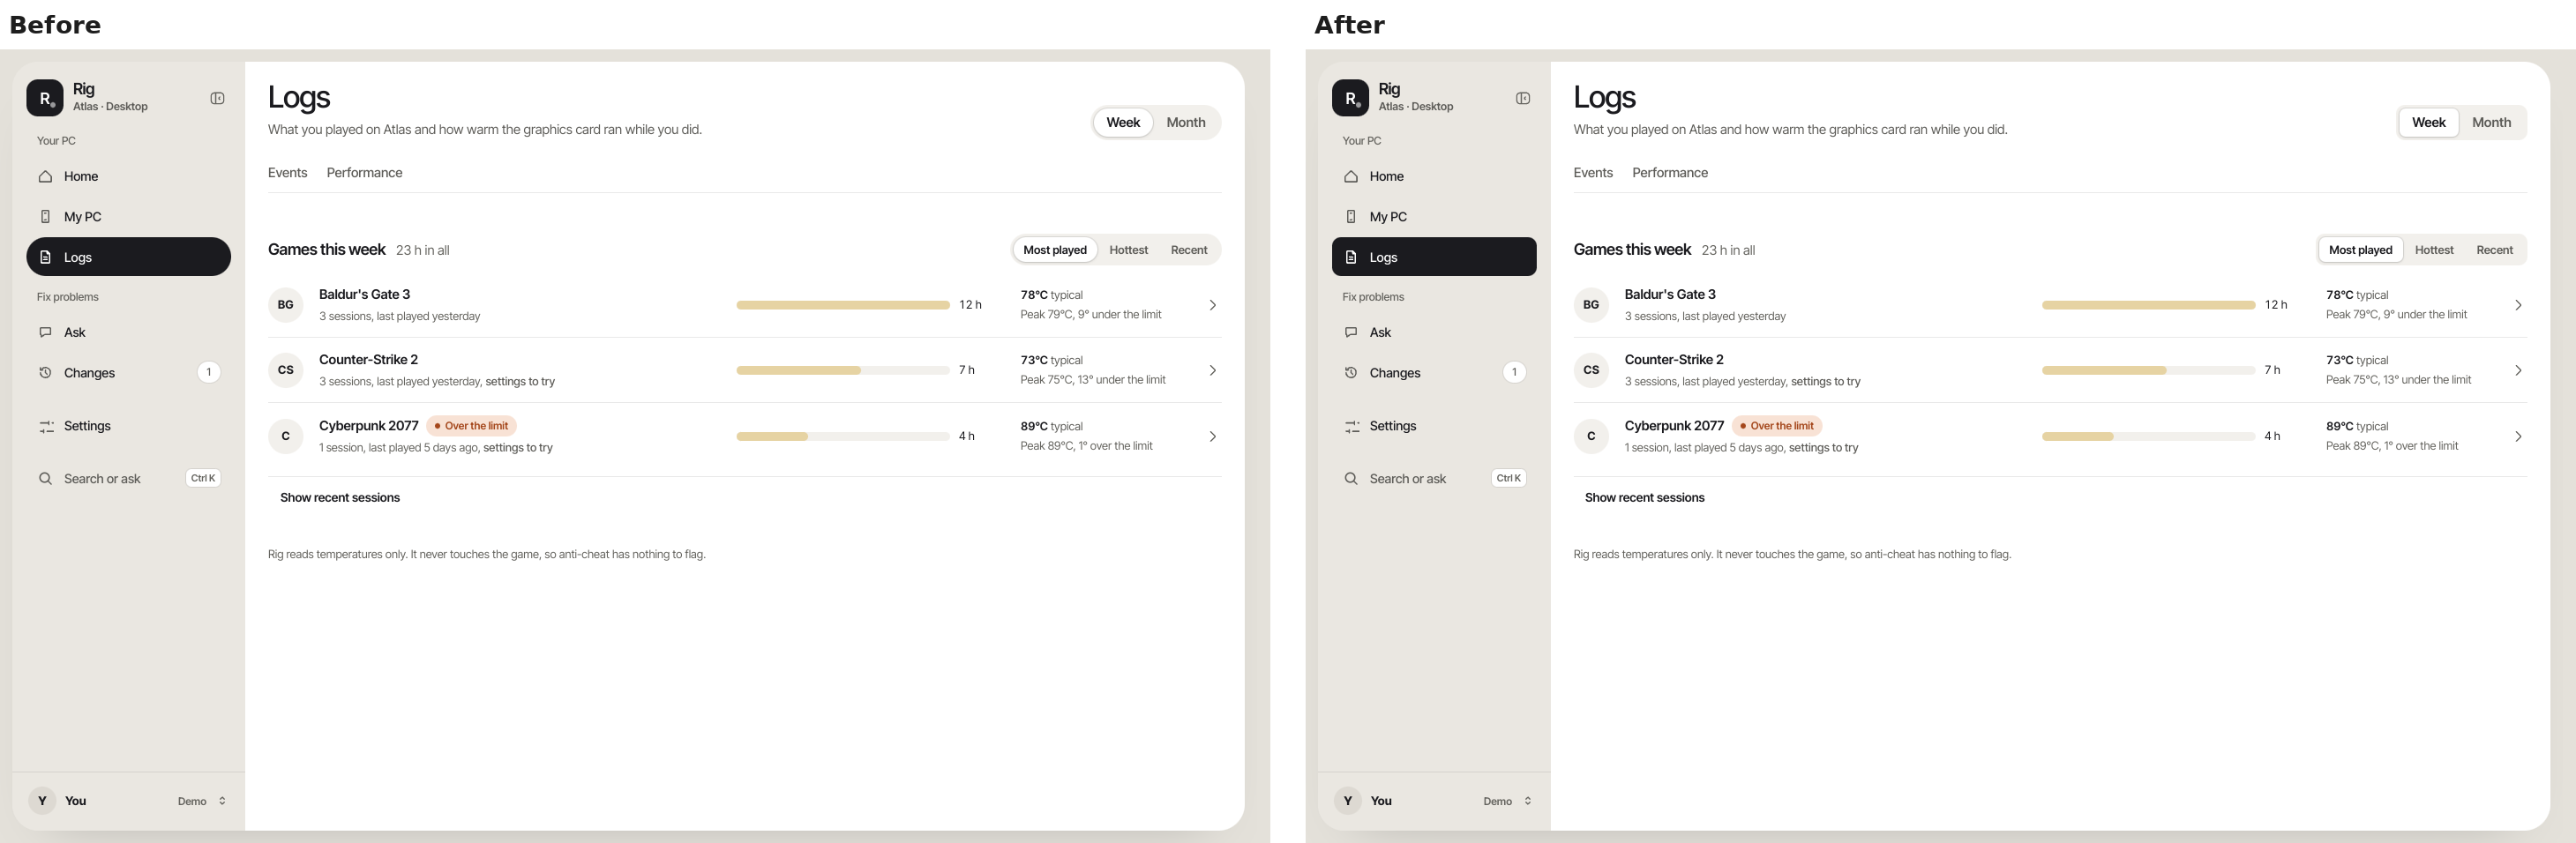 Before
R.
Rig
Atlas · Desktop
Your PC
Home
My PC
Logs
Fix problems
Ask
Changes 1
Settings
Search or ask Ctrl K
Y You Demo
Logs
What you played on Atlas and how warm the graphics card ran while you did.
Week Month
Events Performance
Games this week 23 h in all
Most played Hottest Recent
BG Baldur's Gate 3
3 sessions, last played yesterday
12 h
78°C typical
Peak 79°C, 9° under the limit
CS Counter-Strike 2
3 sessions, last played yesterday, settings to try
7 h
73°C typical
Peak 75°C, 13° under the limit
C Cyberpunk 2077 Over the limit
1 session, last played 5 days ago, settings to try
4 h
89°C typical
Peak 89°C, 1° over the limit
Show recent sessions
Rig reads temperatures only. It never touches the game, so anti-cheat has nothing to flag.
After
R.
Rig
Atlas · Desktop
Your PC
Home
My PC
Logs
Fix problems
Ask
Changes 1
Settings
Search or ask Ctrl K
Y You Demo
Logs
What you played on Atlas and how warm the graphics card ran while you did.
Week Month
Events Performance
Games this week 23 h in all
Most played Hottest Recent
BG Baldur's Gate 3
3 sessions, last played yesterday
12 h
78°C typical
Peak 79°C, 9° under the limit
CS Counter-Strike 2
3 sessions, last played yesterday, settings to try
7 h
73°C typical
Peak 75°C, 13° under the limit
C Cyberpunk 2077 Over the limit
1 session, last played 5 days ago, settings to try
4 h
89°C typical
Peak 89°C, 1° over the limit
Show recent sessions
Rig reads temperatures only. It never touches the game, so anti-cheat has nothing to flag.